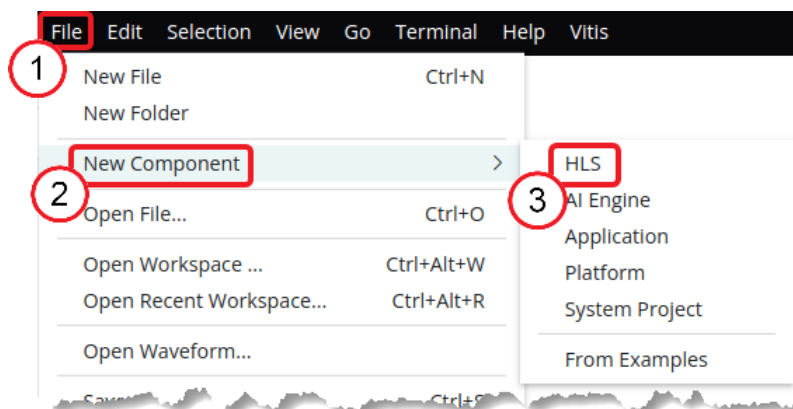 File Edit Selection View Go Terminal Help Vitis
1
New File Ctrl+N
New Folder
New Component > HLS
2
3
AI Engine
Open File... Ctrl+O
Application
Open Workspace ... Ctrl+Alt+W
Platform
Open Recent Workspace... Ctrl+Alt+R
System Project
Open Waveform...
From Examples